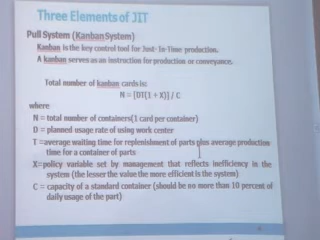 Three Elements of JIT
Pull System (Kanban System)
Kanban is the key control tool for Just- In-Time production.
A kanban serves as an instruction for production or conveyance.
Total number of kanban cards is:
N = [DT(1 + X)] / C
where
N = total number of containers(1 card per container)
D = planned usage rate of using work center
T =average waiting time for replenishment of parts plus average production
time for a container of parts
X=policy variable set by management that reflects inefficiency in the
system (the lesser the value the more efficient is the system)
C = capacity of a standard container (should be no more than 10 percent of
daily usage of the part)